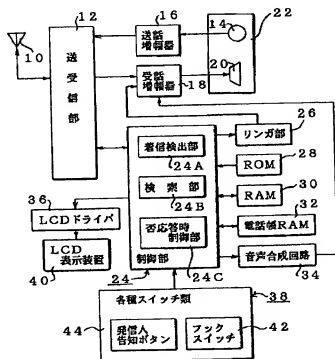 10
12
送受信部
16
送話増幅器
14
22
受話増幅器
18
20
着信検出部
24A
検索部
24B
否応答時制御部
制御部
24
24C
リンガ部
26
ROM
28
RAM
30
電話帳RAM
32
音声合成回路
34
36
LCDドライバ
LCD表示装置
40
各種スイッチ類
38
44
発信人告知ボタン
フックスイッチ
42